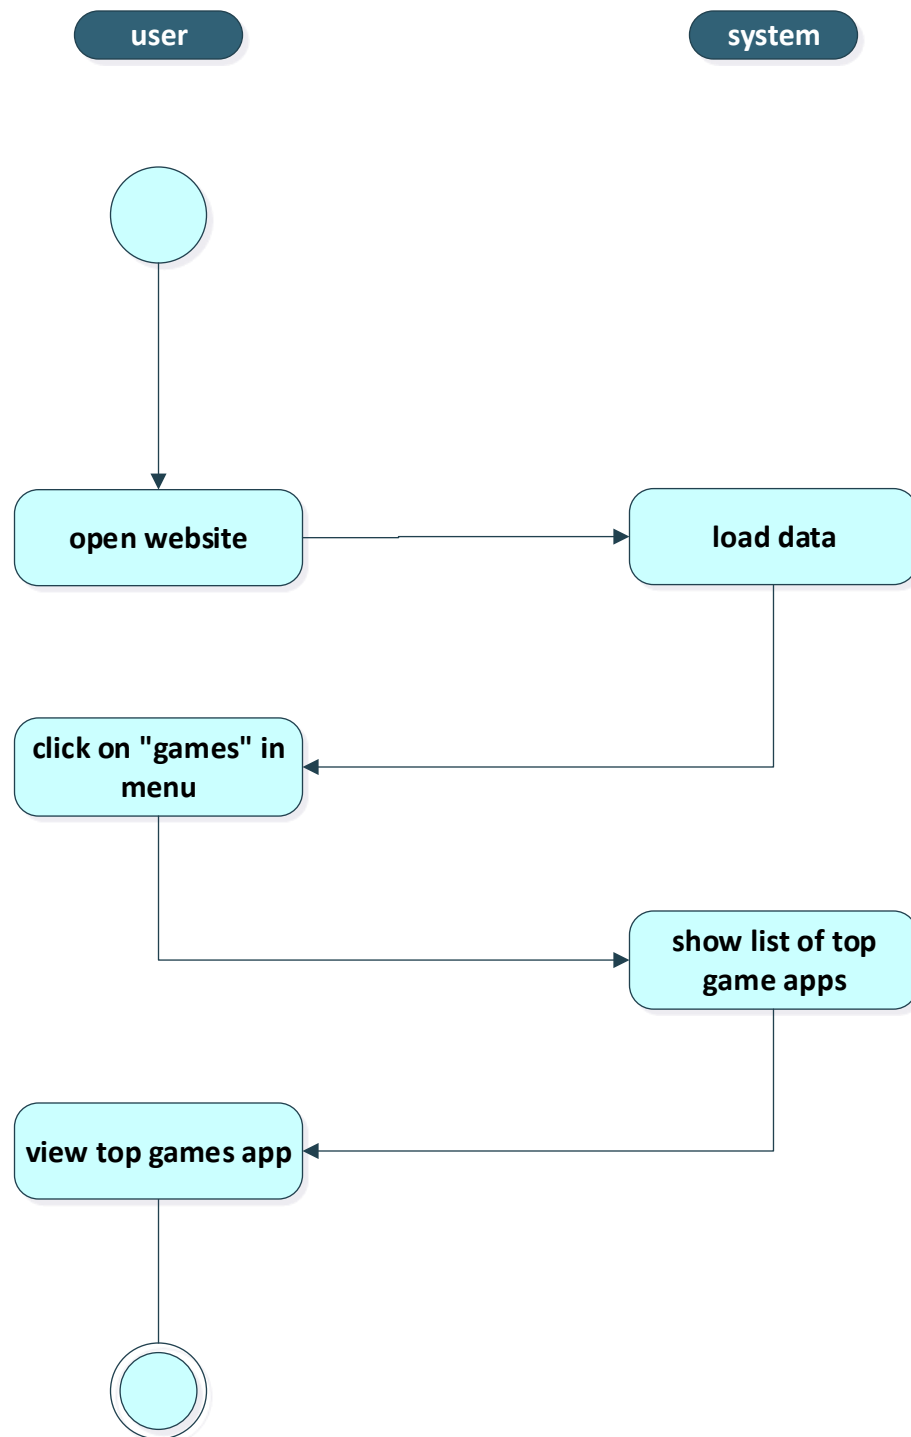 user
system
open website
load data
click on "games" in
menu
show list of top
game apps
view top games app